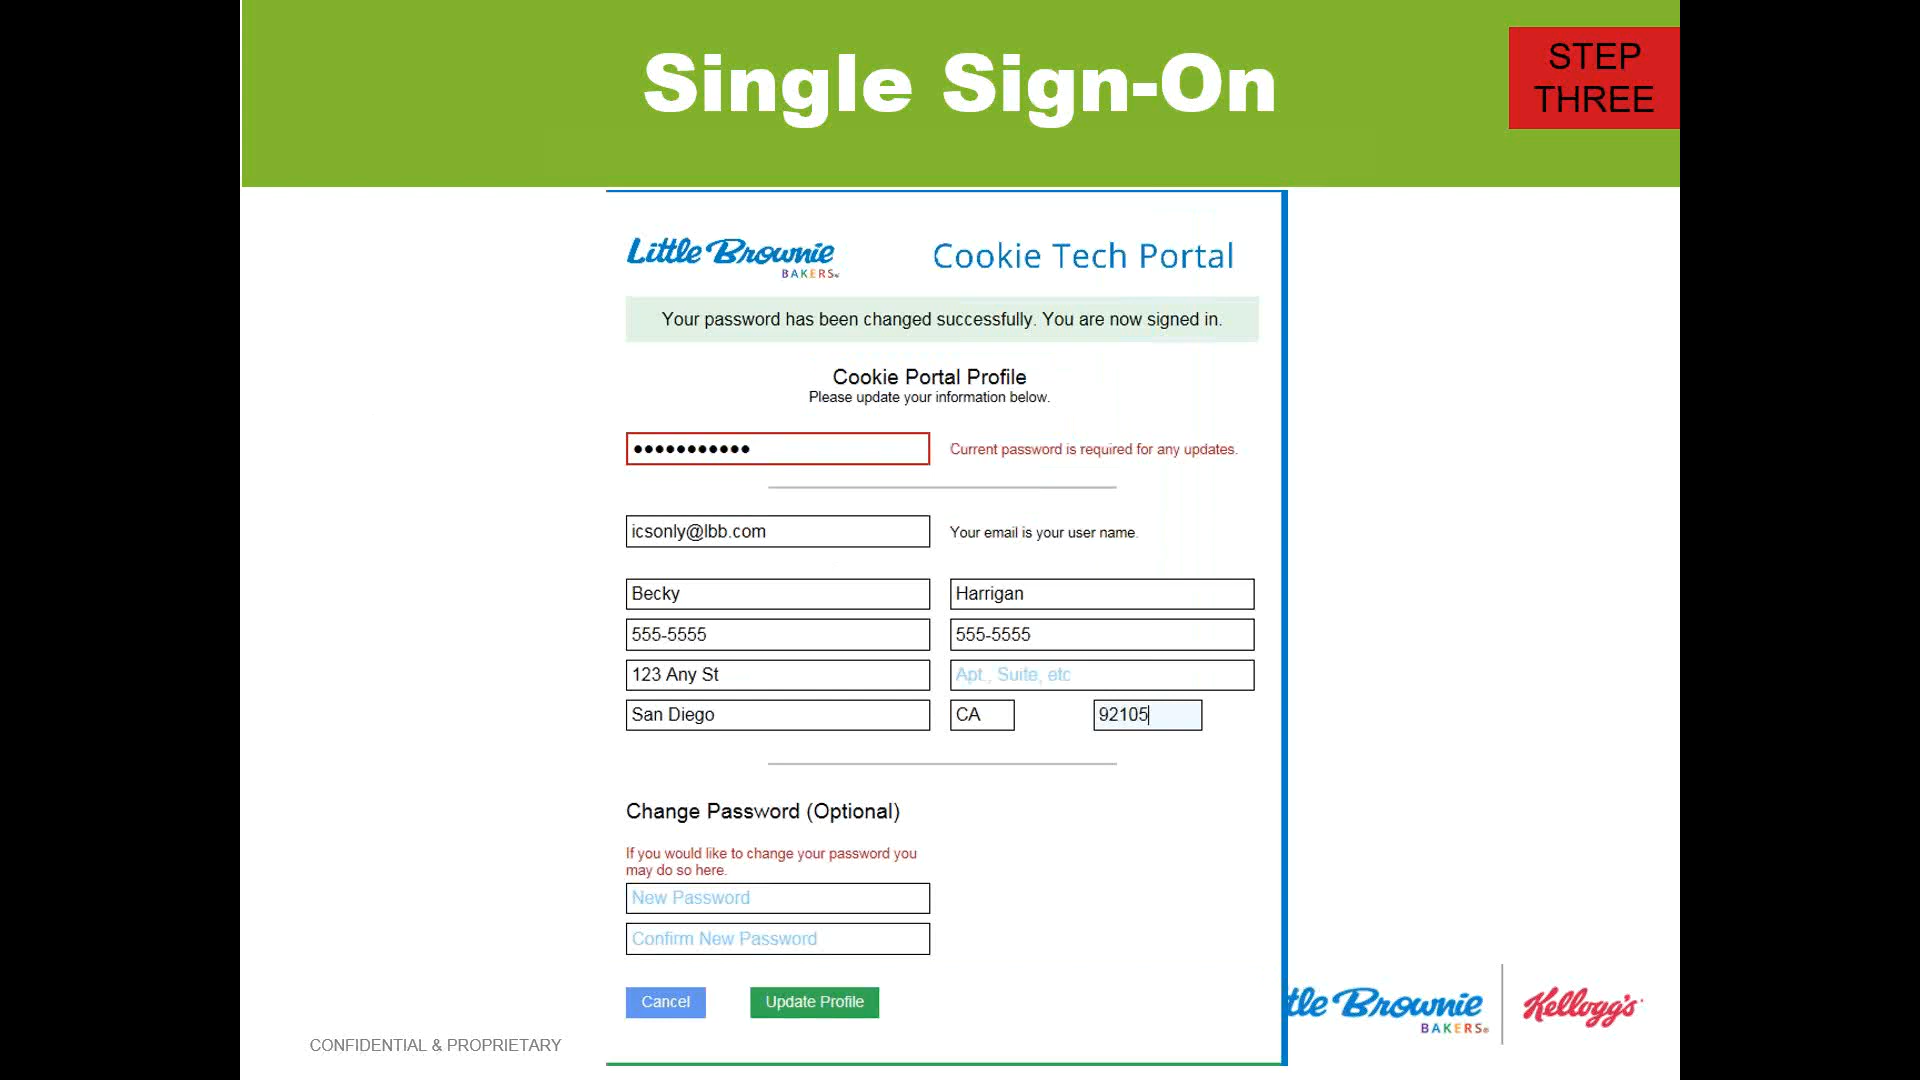 Single Sign-On
STEP
THREE
Little Brownie
BAKERS
Cookie Tech Portal
Your password has been changed successfully. You are now signed in.
Cookie Portal Profile
Please update your information below.
●●●●●●●●●●●
Current password is required for any updates.
icsonly@lbb.com
Your email is your user name.
Becky
Harrigan
555-5555
555-5555
123 Any St
Apt., Suite, etc
San Diego
CA
92105
Change Password (Optional)
If you would like to change your password you
may do so here.
New Password
Confirm New Password
Cancel
Update Profile
CONFIDENTIAL & PROPRIETARY
tle Brownie
BAKERS®
Kellogg's